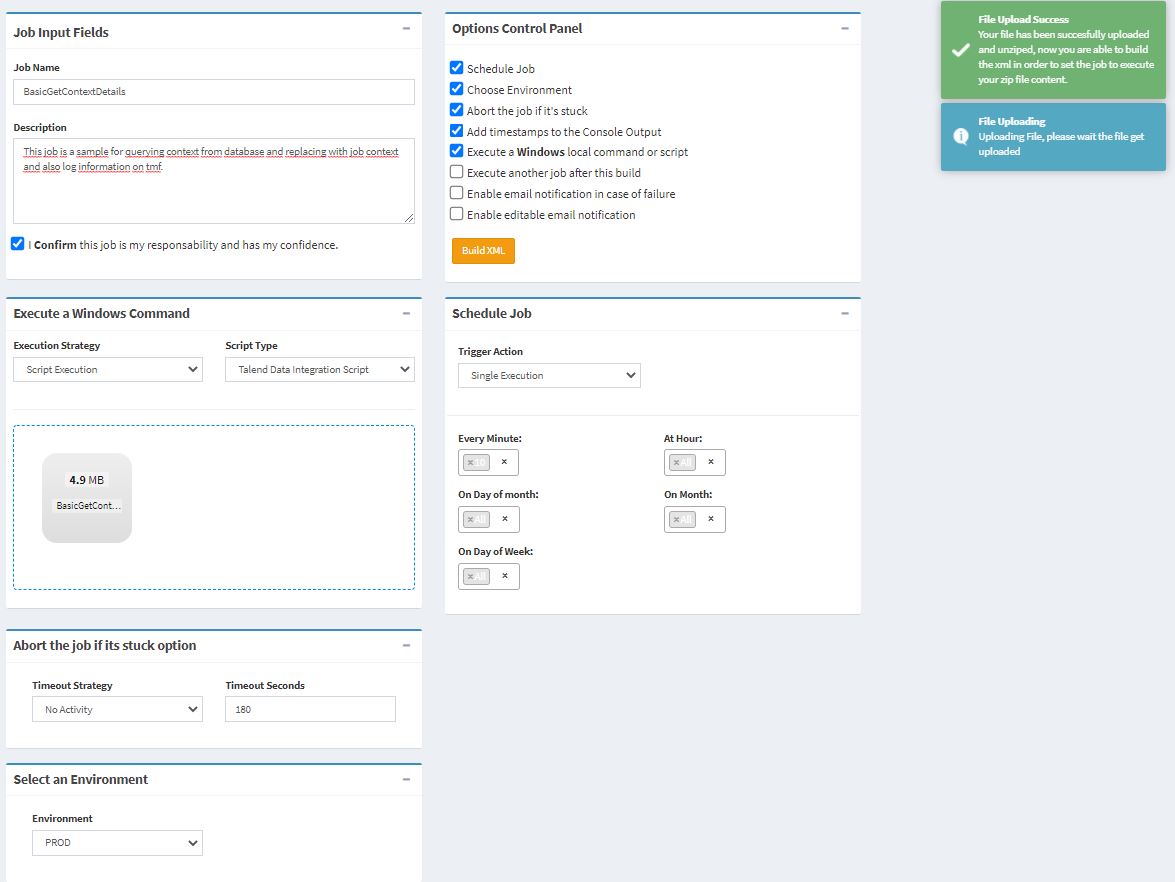 Job Input Fields
Job Name
BasicGetContextDetails
Description
This job is a sample for querying context from database and replacing with job context
and also log information on tmf.
I Confirm this job is my responsability and has my confidence.
Options Control Panel
Schedule Job
Choose Environment
Abort the job if it's stuck
Add timestamps to the Console Output
Execute a Windows local command or script
Execute another job after this build
Enable email notification in case of failure
Enable editable email notification
Build XML
File Upload Success
Your file has been succesfully uploaded
and unziped, now you are able to build
the xml in order to set the job to execute
your zip file content.
File Uploading
Uploading File, please wait the file get
uploaded
Execute a Windows Command
Execution Strategy
Script Type
Script Execution
Talend Data Integration Script
4.9 MB
BasicGetCont...
Schedule Job
Trigger Action
Single Execution
Every Minute:
At Hour:
× ×
× All ×
On Day of month:
On Month:
× All ×
× All ×
On Day of Week:
× All ×
Abort the job if its stuck option
Timeout Strategy
Timeout Seconds
No Activity
180
Select an Environment
Environment
PROD